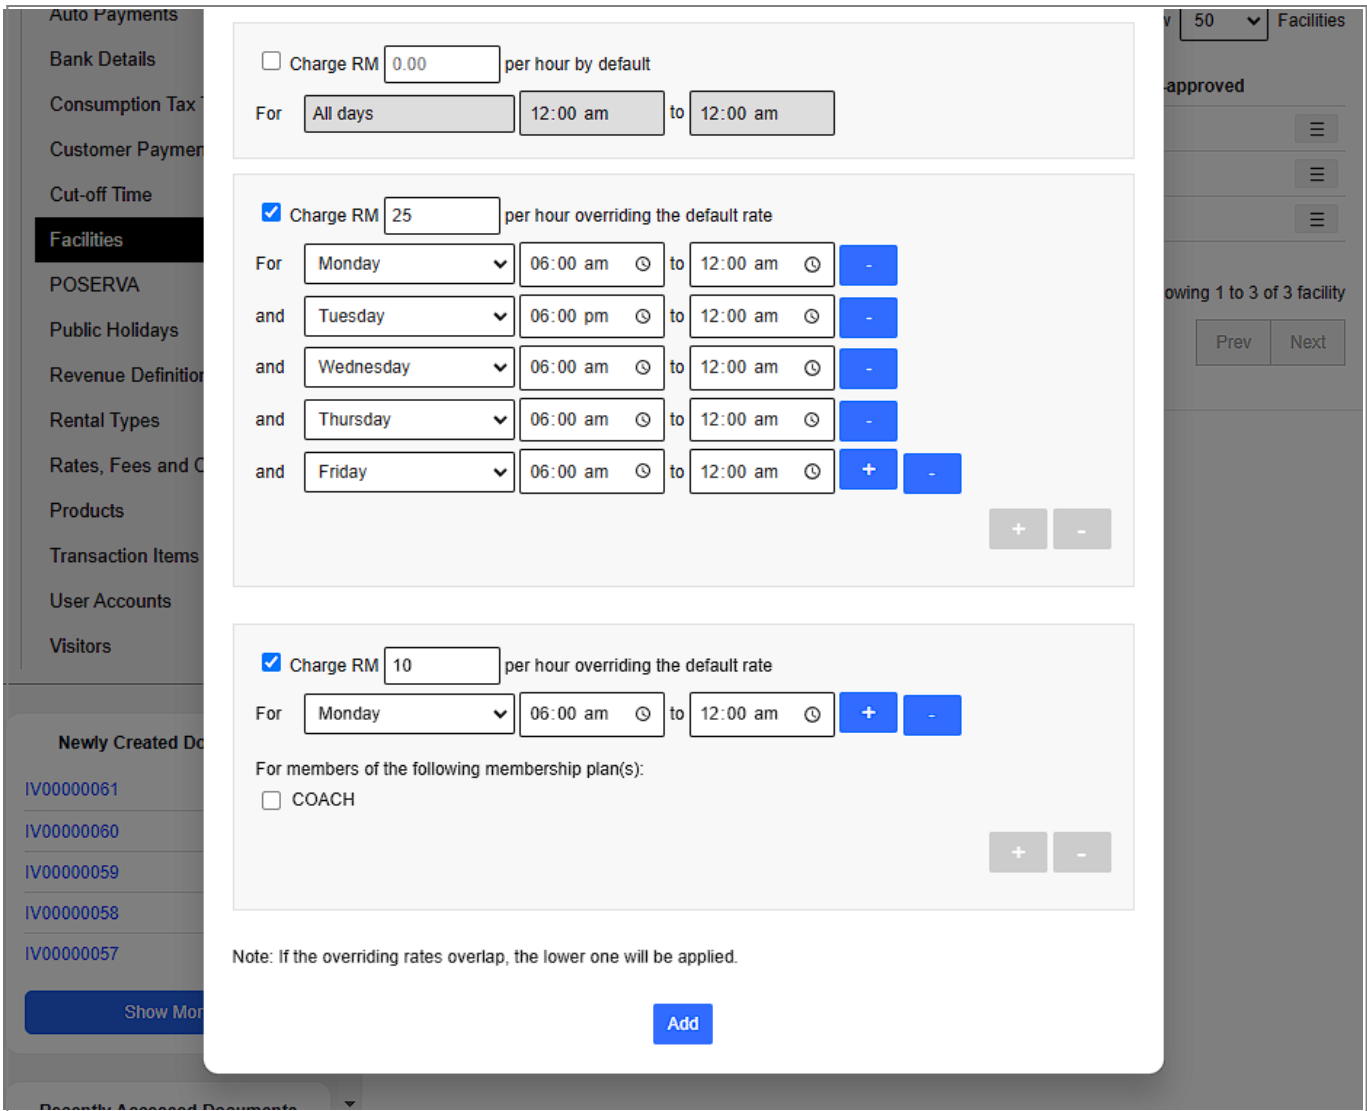 Auto Payments
50
Facilities
Charge RM 0.00 per hour by default
Bank Details
-approved
Consumption Tax
For All days 12:00 am to 12:00 am
Customer Paymen
Cut-off Time
Charge RM 25 per hour overriding the default rate
Facilities
For Monday 06:00 am to 12:00 am -
POSERVA
owing 1 to 3 of 3 facility
and Tuesday 06:00 pm to 12:00 am -
Public Holidays
Prev Next
and Wednesday 06:00 am to 12:00 am -
Revenue Definition
and Thursday 06:00 am to 12:00 am -
Rental Types
Rates, Fees and C
and Friday 06:00 am to 12:00 am + -
Products
+ -
Transaction Items
User Accounts
Visitors
Charge RM 10 per hour overriding the default rate
For Monday 06:00 am to 12:00 am + -
Newly Created Do
For members of the following membership plan(s):
IV00000061
COACH
IV00000060
+ -
IV00000059
IV00000058
IV00000057
Note: If the overriding rates overlap, the lower one will be applied.
Show Mor
Add
Recently Accessed Documents